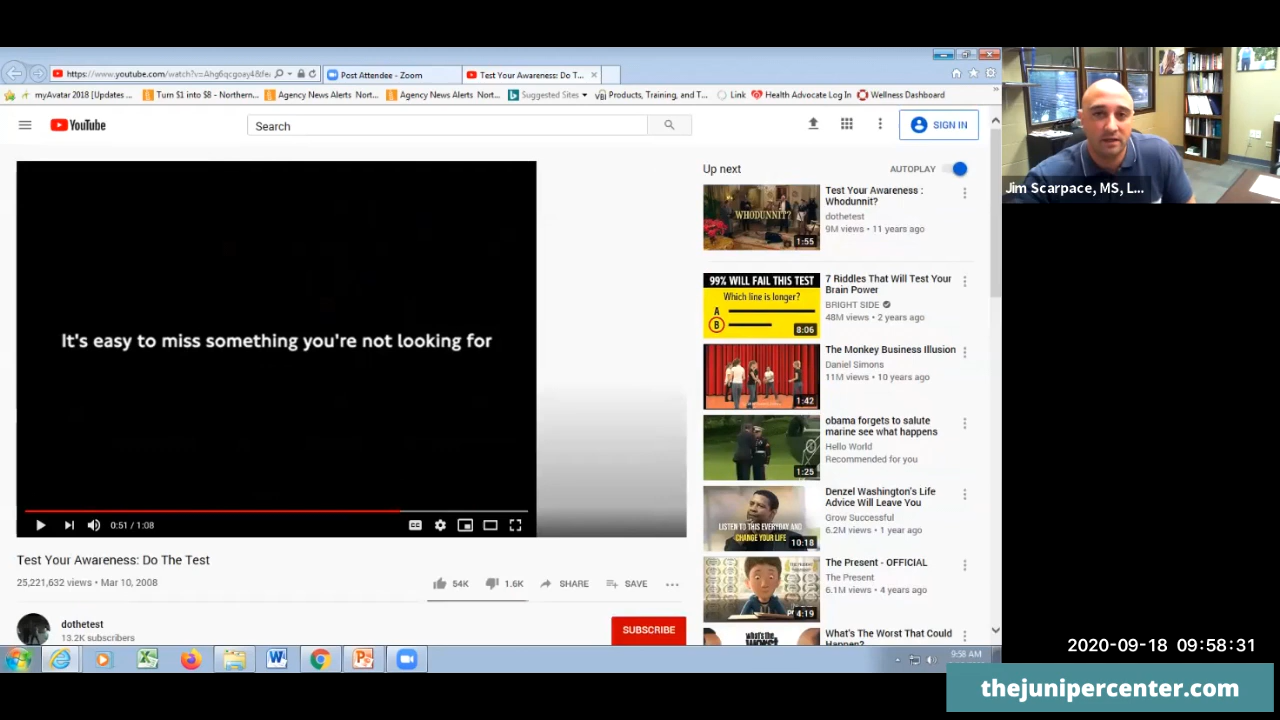 https://www.youtube.com/watch?v=Ahg6qcgoay4&fea
Post Attendee - Zoom
Test Your Awareness: Do T...
myAvatar 2018 [Updates ...
Turn $1 into $8 - Northern...
Agency News Alerts Nort...
Agency News Alerts Nort...
Suggested Sites
Products, Training, and T...
Link
Health Advocate Log In
Wellness Dashboard
YouTube
Search
SIGN IN
Jim Scarpace, MS, L...
Up next
AUTOPLAY
Test Your Awareness :
Whodunnit?
dothetest
9M views • 11 years ago
WHODUNNIT?
1:55
7 Riddles That Will Test Your
Brain Power
BRIGHT SIDE
48M views • 2 years ago
99% WILL FAIL THIS TEST
Which line is longer?
A
B
8:06
It's easy to miss something you're not looking for
The Monkey Business Illusion
Daniel Simons
11M views • 10 years ago
1:42
obama forgets to salute
marine see what happens
Hello World
Recommended for you
1:25
Denzel Washington's Life
Advice Will Leave You
Grow Successful
6.2M views • 1 year ago
LISTEN TO THIS EVERYDAY AND
CHANGE YOUR LIFE
10:18
0:51 / 1:08
The Present - OFFICIAL
The Present
6.1M views • 4 years ago
4:19
Test Your Awareness: Do The Test
25,221,632 views • Mar 10, 2008
54K
1.6K
SHARE
SAVE
dothetest
13.2K subscribers
SUBSCRIBE
What's The Worst That Could
Happen?
what's the
9:58 AM
2020-09-18 09:58:31
thejunipercenter.com